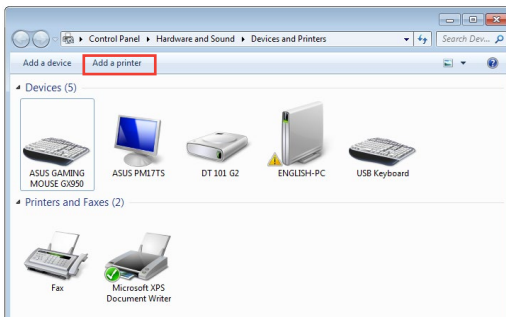 Control Panel ▸ Hardware and Sound ▸ Devices and Printers
Search Dev...
Add a device
Add a printer
Devices (5)
ASUS GAMING
MOUSE GX950
ASUS PM17TS
DT 101 G2
ENGLISH-PC
USB Keyboard
Printers and Faxes (2)
Fax
Microsoft XPS
Document Writer